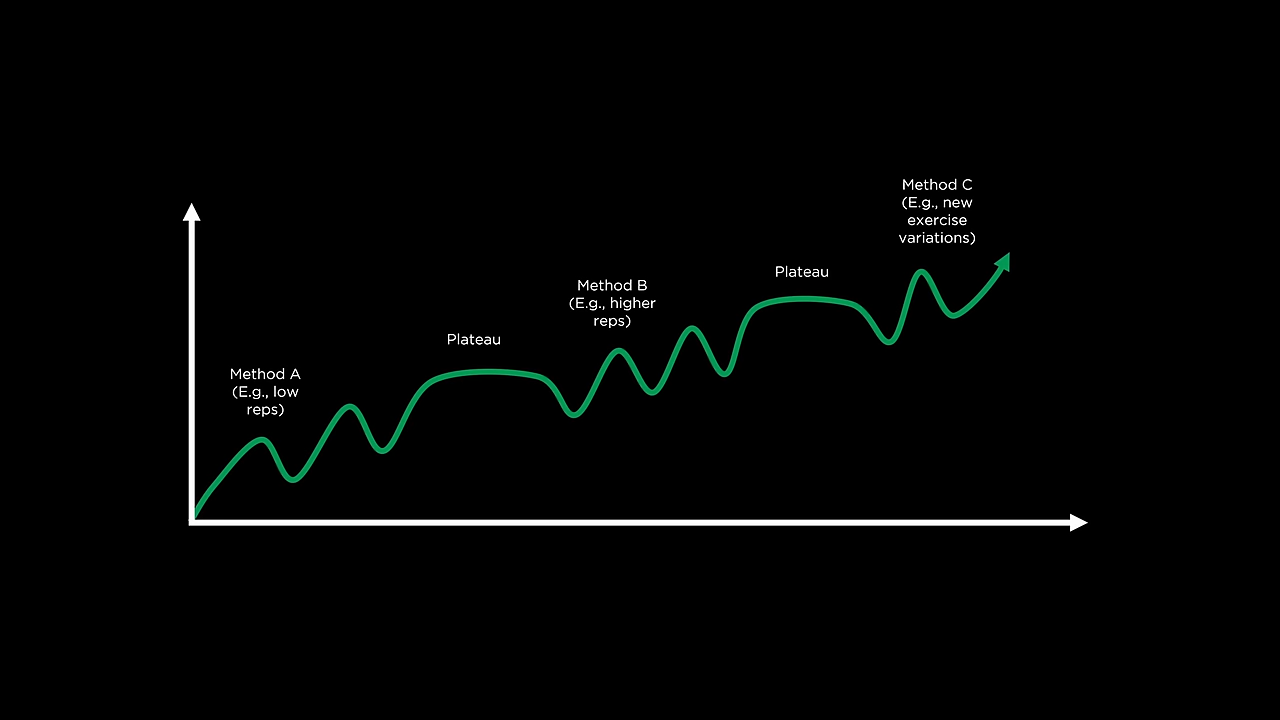 Method A
(E.g., low
reps)
Plateau
Method B
(E.g., higher
reps)
Plateau
Method C
(E.g., new
exercise
variations)